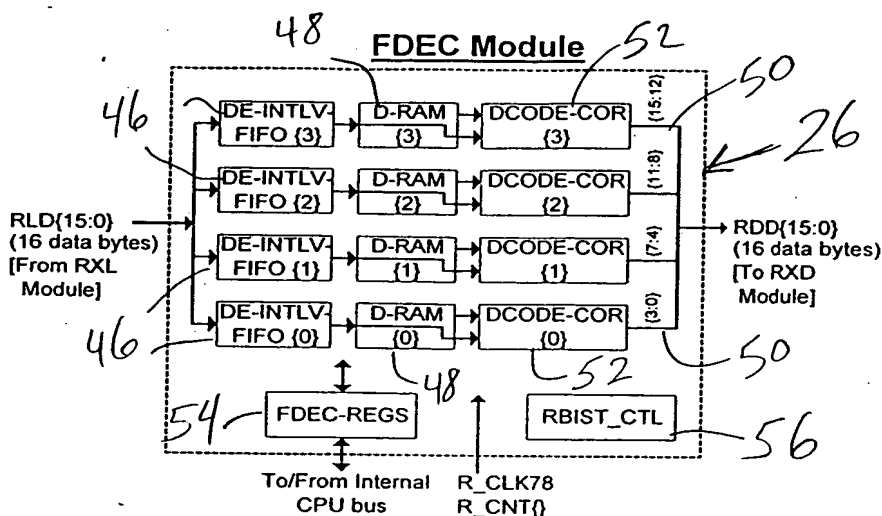 48
FDEC Module
52
50
46
DE-INTLV-
FIFO {3}
D-RAM
{3}
DCODE-COR
{3}
{15:12}
26
46
DE-INTLV-
FIFO {2}
D-RAM
{2}
DCODE-COR
{2}
{11:8}
RLD{15:0}
(16 data bytes)
[From RXL
Module]
DE-INTLV-
FIFO {1}
D-RAM
{1}
DCODE-COR
{1}
{7:4}
RDD{15:0}
(16 data bytes)
[To RXD
Module]
46
DE-INTLV-
FIFO {0}
D-RAM
{0}
DCODE-COR
{0}
{3:0}
50
48
52
54
FDEC-REGS
RBIST_CTL
56
To/From Internal
CPU bus
R_CLK78
R_CNT{}